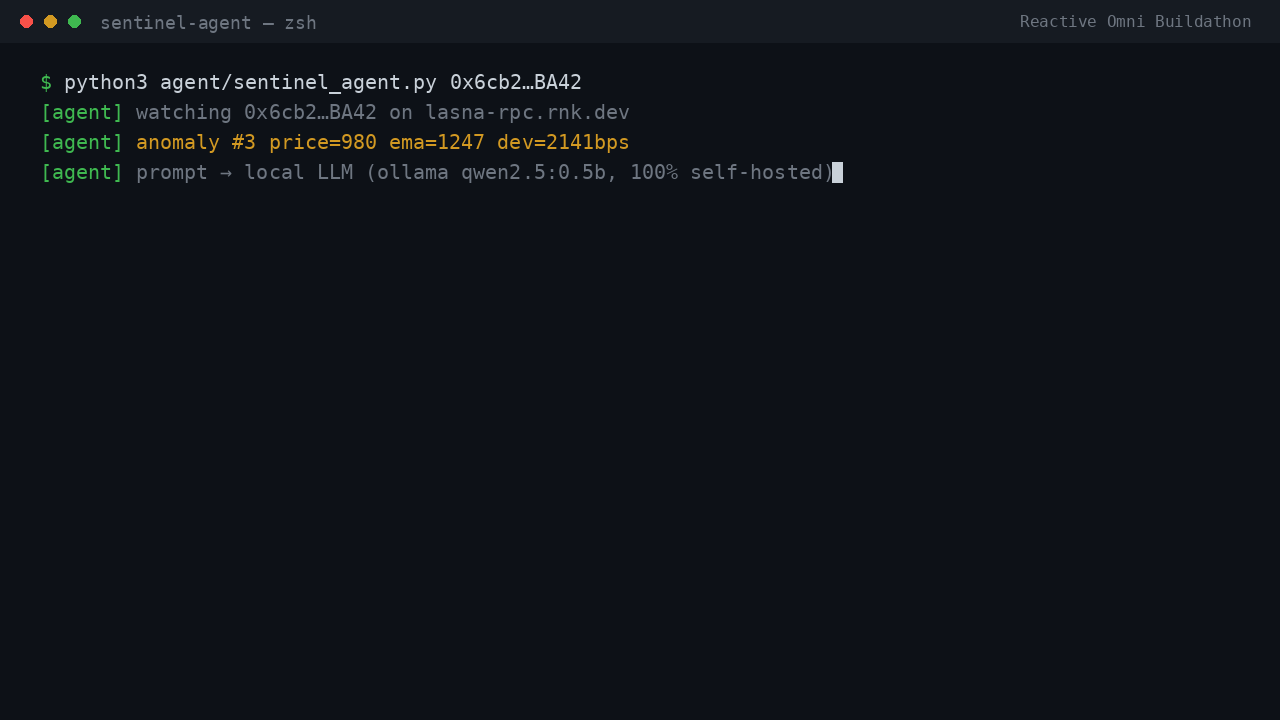 sentinel-agent — zsh
Reactive Omni Buildathon
$ python3 agent/sentinel_agent.py 0x6cb2…BA42
[agent] watching 0x6cb2…BA42 on lasna-rpc.rnk.dev
[agent] anomaly #3 price=980 ema=1247 dev=2141bps
[agent] prompt → local LLM (ollama qwen2.5:0.5b, 100% self-hosted)